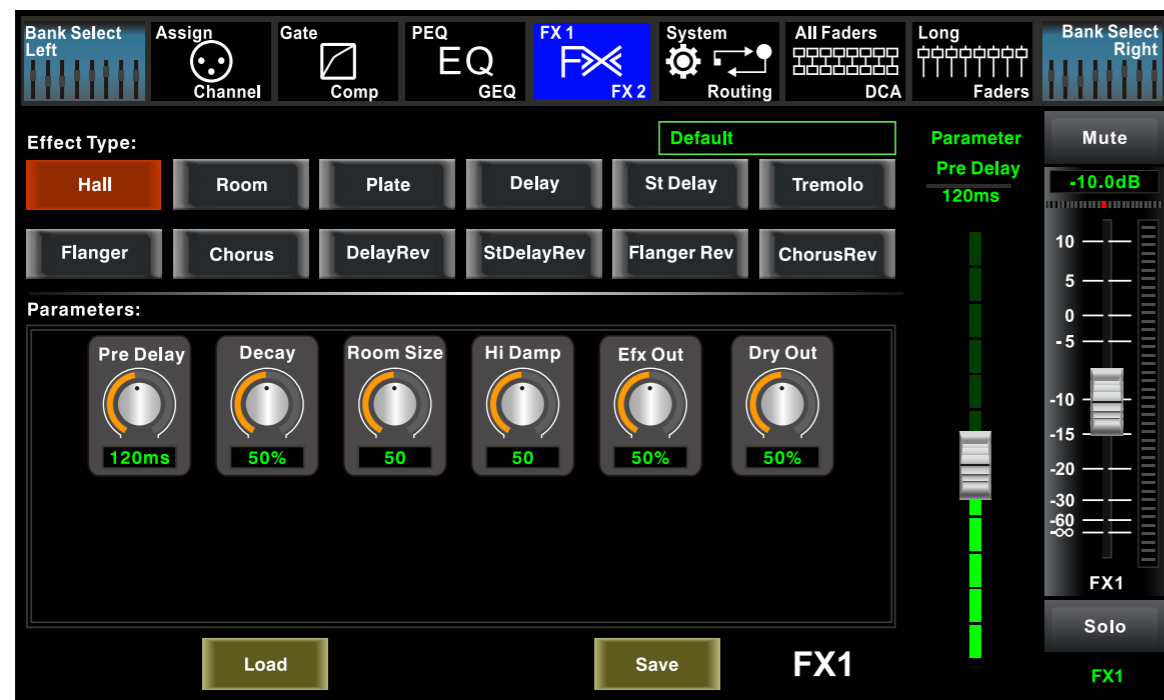 Bank Select
Left
Assign
Channel
Gate
Comp
PEQ
EQ
GEQ
FX 1
FX
FX 2
System
Routing
All Faders
DCA
Long
Faders
Bank Select
Right
Effect Type:
Default
Parameter
Pre Delay
120ms
Mute
-10.0dB
Hall
Room
Plate
Delay
St Delay
Tremolo
Flanger
Chorus
DelayRev
StDelayRev
Flanger Rev
ChorusRev
Parameters:
Pre Delay
Decay
Room Size
Hi Damp
Efx Out
Dry Out
120ms
50%
50
50
50%
50%
10
5
0
-5
-10
-15
-20
-30
-60
-∞
FX1
Solo
FX1
Load
Save
FX1